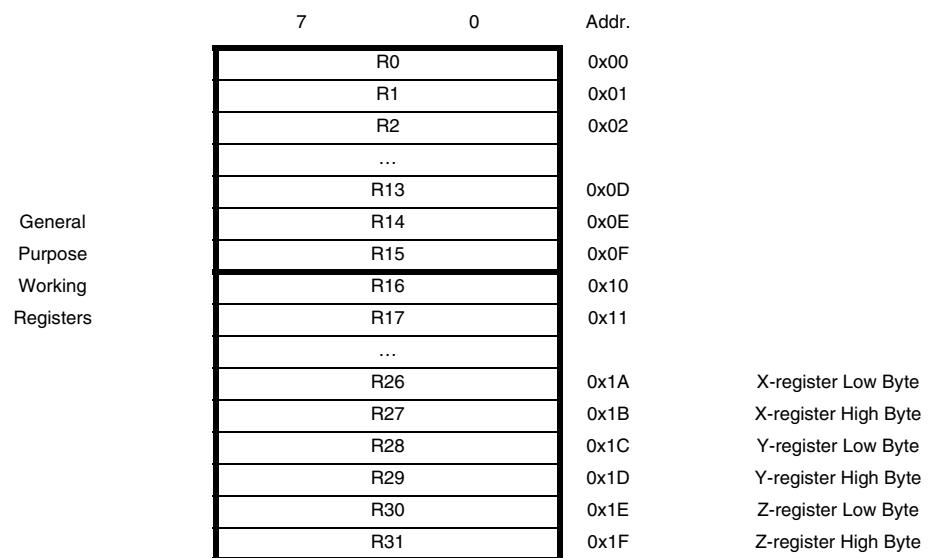 7 0 Addr.
R0 0x00
R1 0x01
R2 0x02
…
R13 0x0D
General R14 0x0E
Purpose R15 0x0F
Working R16 0x10
Registers R17 0x11
…
R26 0x1A X-register Low Byte
R27 0x1B X-register High Byte
R28 0x1C Y-register Low Byte
R29 0x1D Y-register High Byte
R30 0x1E Z-register Low Byte
R31 0x1F Z-register High Byte